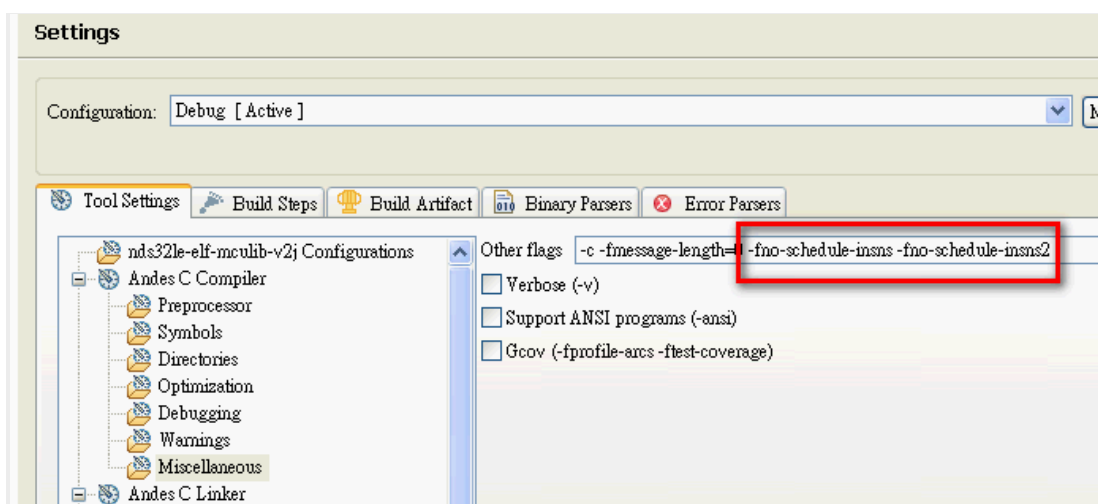 Settings
Configuration: Debug [ Active ]
Tool Settings Build Steps Build Artifact Binary Parsers Error Parsers
nds32le-elf-mculib-v2j Configurations
Andes C Compiler
Preprocessor
Symbols
Directories
Optimization
Debugging
Warnings
Miscellaneous
Andes C Linker
Other flags -c -fmessage-length= -fno-schedule-insns -fno-schedule-insns2
Verbose (-v)
Support ANSI programs (-ansi)
Gcov (-fprofile-arcs -ftest-coverage)